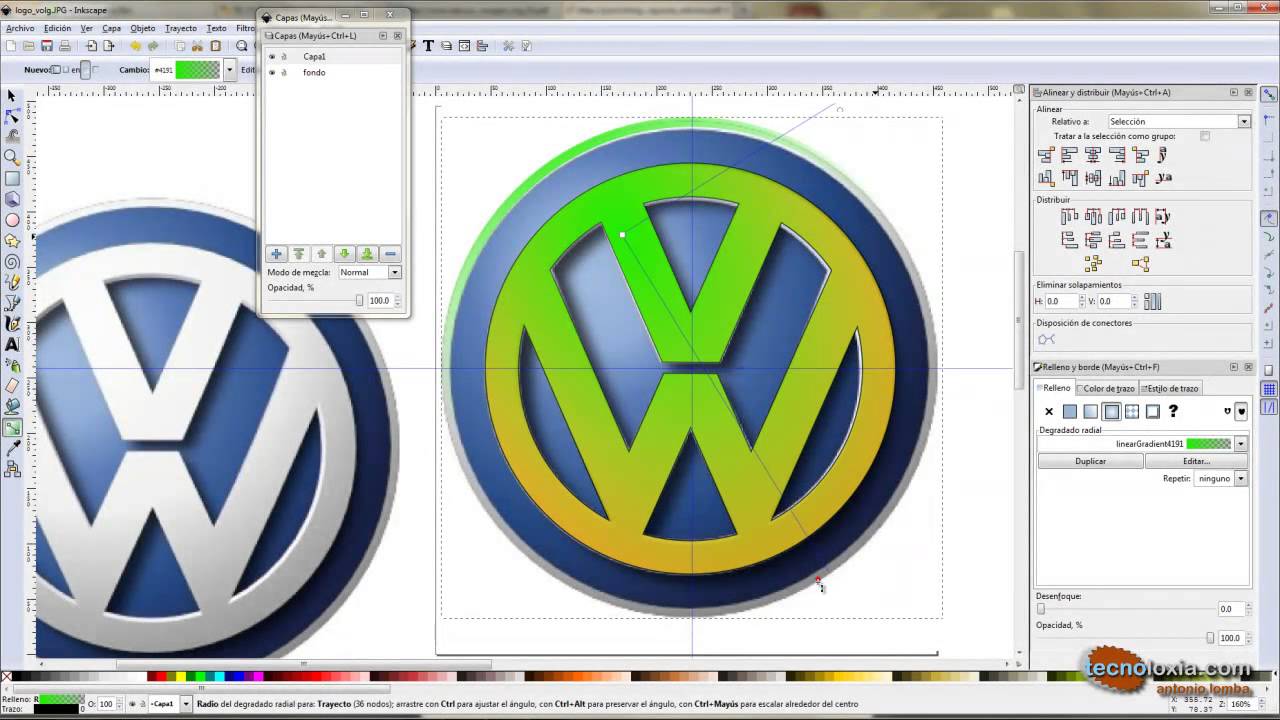 logo_volg.JPG - Inkscape
Capas (Mayús...
Archivo Edición Ver Capa Objeto Trayecto Texto Filtro
Capas (Mayús+Ctrl+L)
Nuevo: Cambio: #4191 Edit
Capa1
fondo
Modo de mezcla: Normal
Opacidad, %
100.0
Alinear y distribuir (Mayús+Ctrl+A)
Alinear
Relativo a: Selección
Tratar a la selección como grupo:
Distribuir
Eliminar solapamientos
H: 0.0 V: 0.0
Disposición de conectores
Relleno y borde (Mayús+Ctrl+F)
Relleno Color de trazo Estilo de trazo
Degradado radial
linearGradient4191
Duplicar Editar...
Repetir: ninguno
Desenfoque:
0.0
Opacidad, %
100.0
tecnoloxia.com
antonio lomba
Relleno: R
Trazo: 0
O: 100
-Capa1
Radio del degradado radial para: Trayecto (36 nodos); arrastre con Ctrl para ajustar el ángulo, con Ctrl+Alt para preservar el ángulo, con Ctrl+Mayús para escalar alrededor del centro
X: 355.72
Y: 78.37
Z: 160%